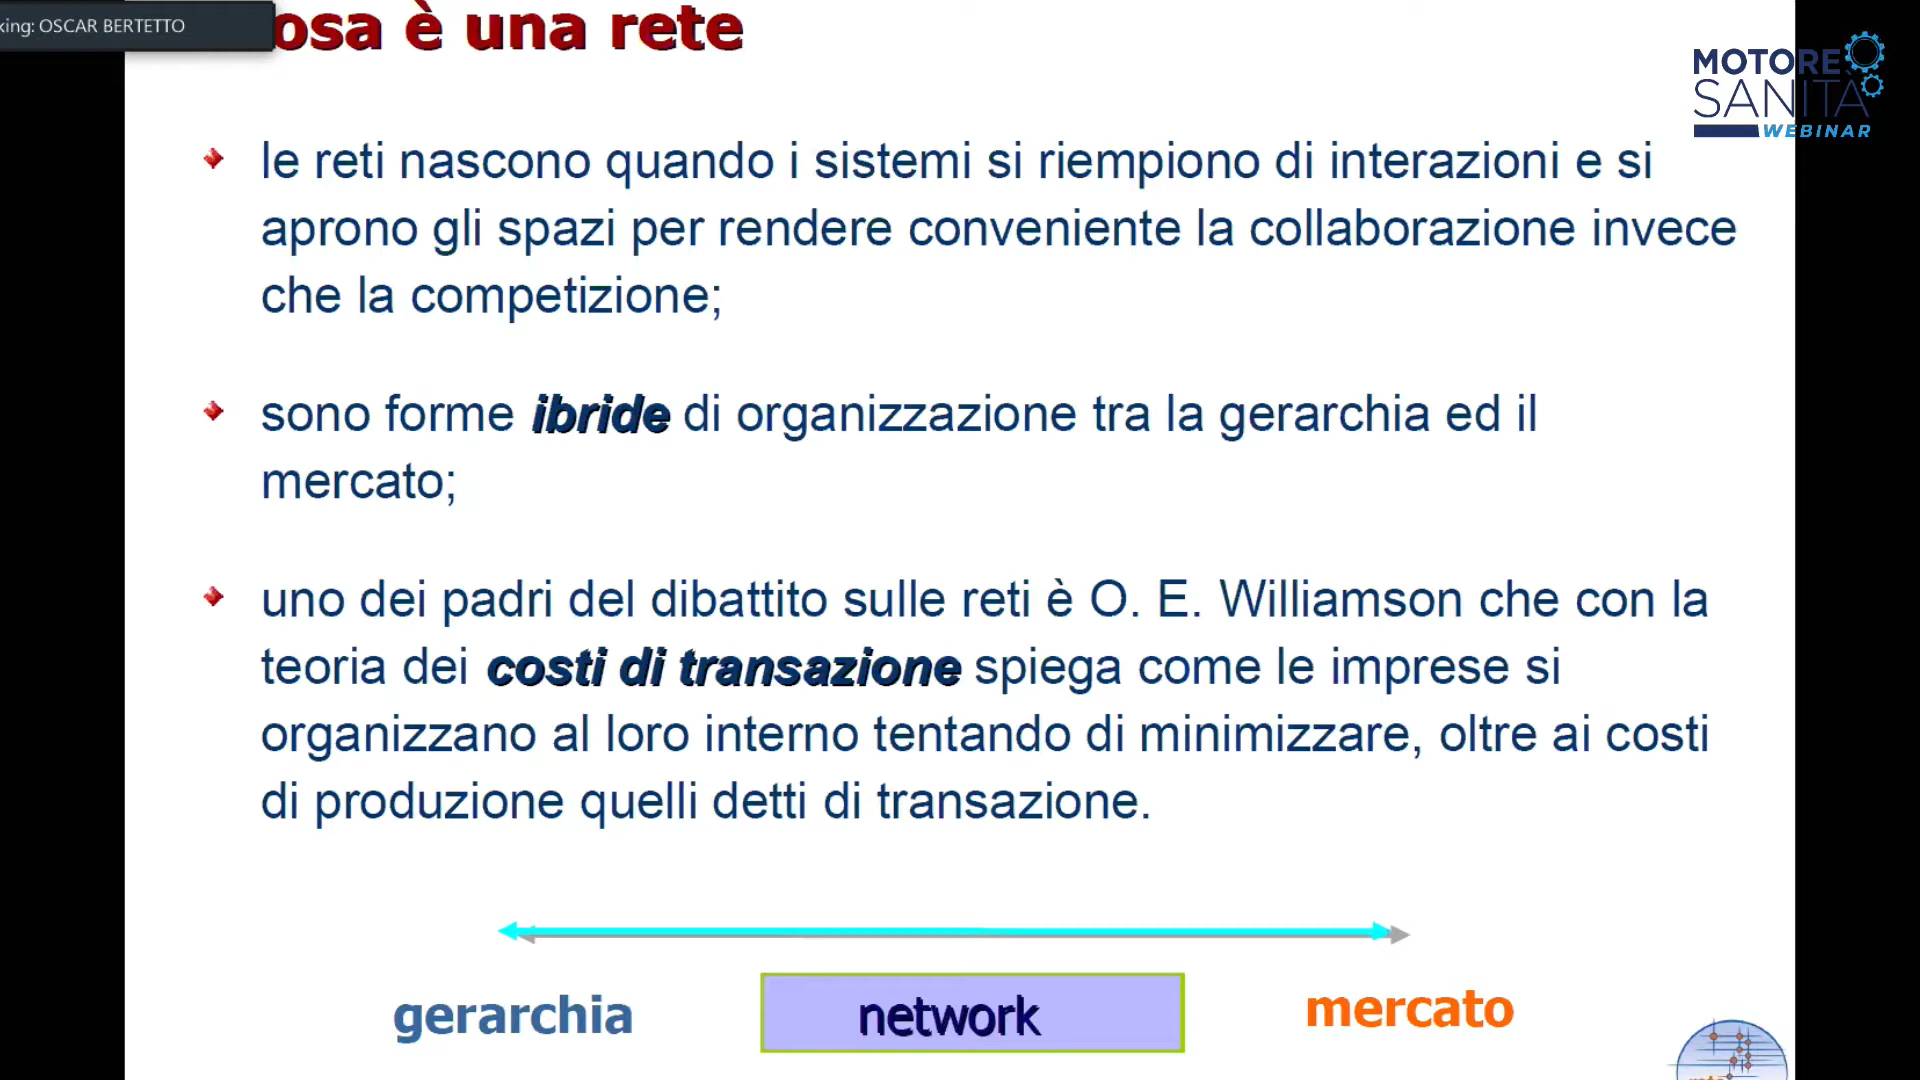 king: OSCAR BERTETTO
osa è una rete
MOTORE
SANITÀ
WEBINAR
le reti nascono quando i sistemi si riempiono di interazioni e si
aprono gli spazi per rendere conveniente la collaborazione invece
che la competizione;
sono forme ibride di organizzazione tra la gerarchia ed il
mercato;
uno dei padri del dibattito sulle reti è O. E. Williamson che con la
teoria dei costi di transazione spiega come le imprese si
organizzano al loro interno tentando di minimizzare, oltre ai costi
di produzione quelli detti di transazione.
gerarchia
network
mercato